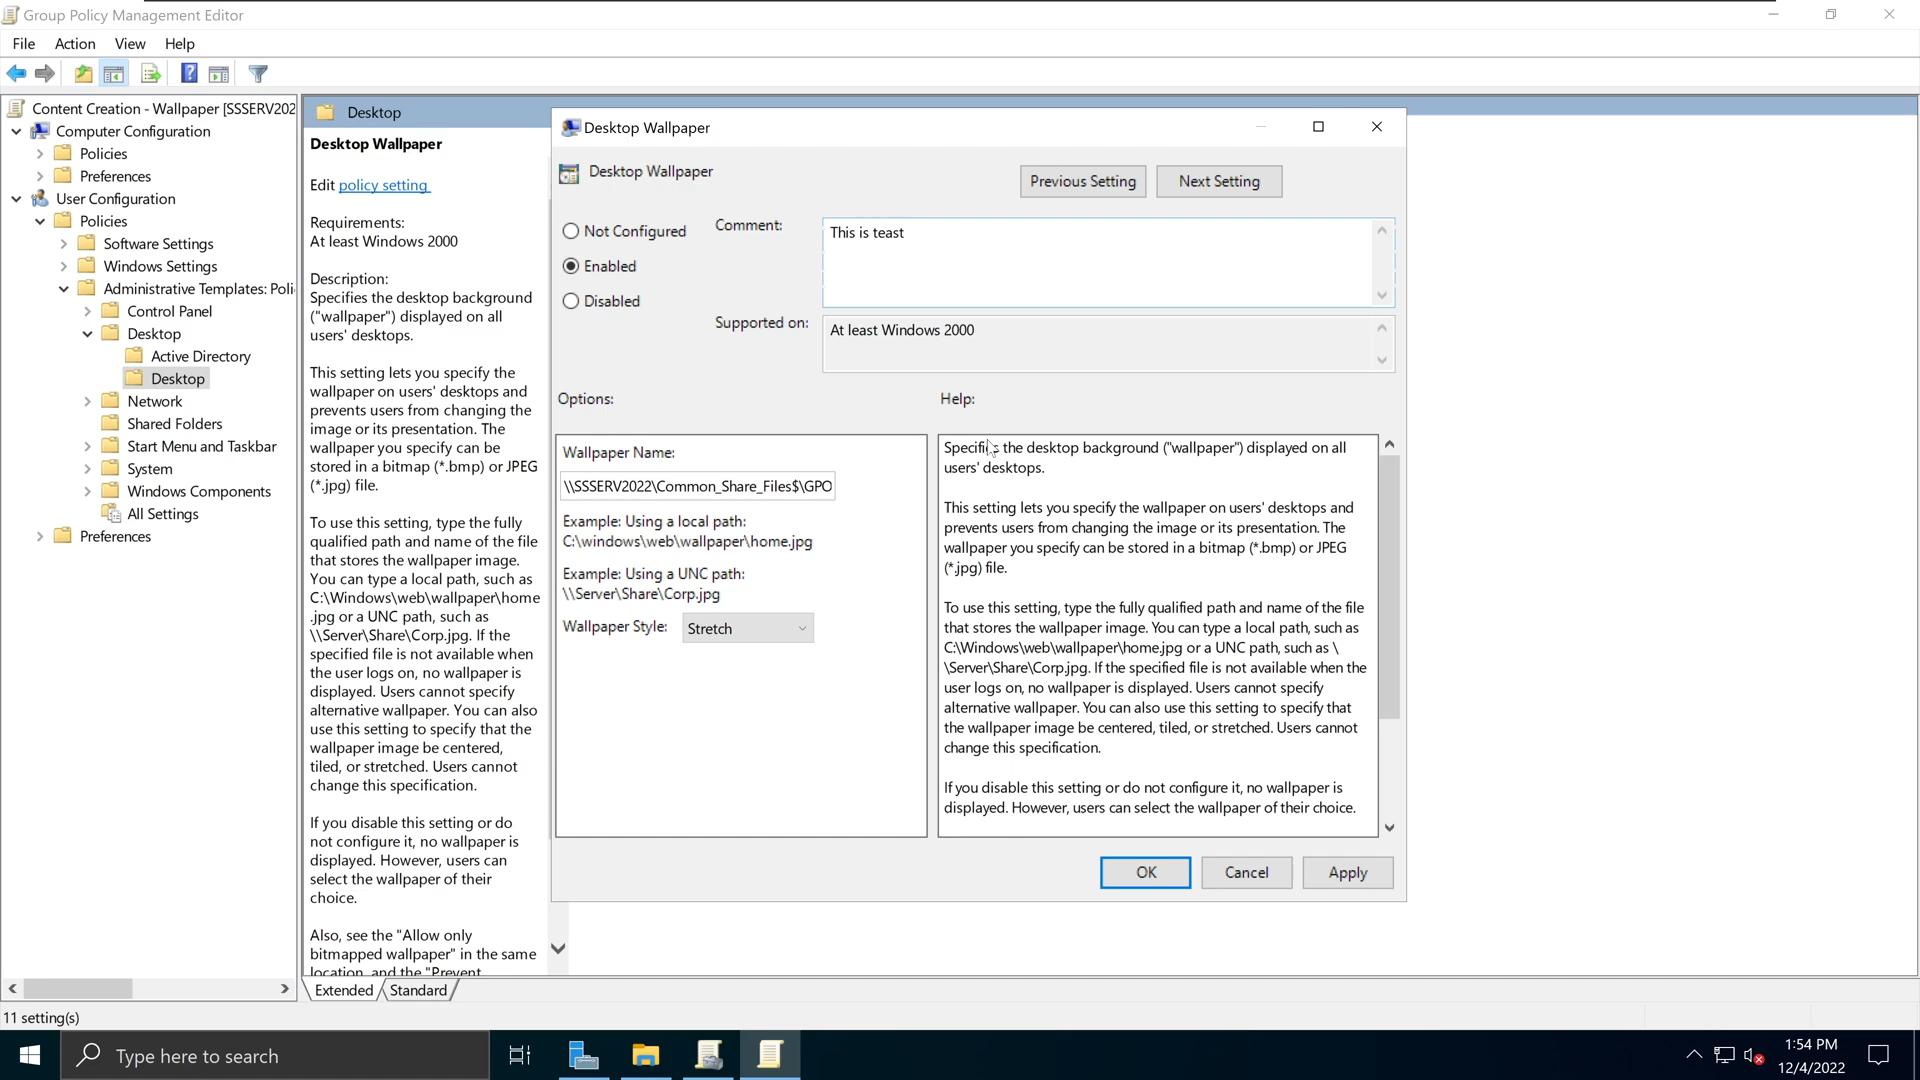 Group Policy Management Editor
File Action View Help
Content Creation - Wallpaper [SSSERV202
Computer Configuration
Policies
Preferences
User Configuration
Policies
Software Settings
Windows Settings
Administrative Templates: Poli
Control Panel
Desktop
Active Directory
Desktop
Network
Shared Folders
Start Menu and Taskbar
System
Windows Components
All Settings
Preferences
Desktop
Desktop Wallpaper
Edit policy setting
Requirements:
At least Windows 2000
Description:
Specifies the desktop background
("wallpaper") displayed on all
users' desktops.
This setting lets you specify the
wallpaper on users' desktops and
prevents users from changing the
image or its presentation. The
wallpaper you specify can be
stored in a bitmap (*.bmp) or JPEG
(*.jpg) file.
To use this setting, type the fully
qualified path and name of the file
that stores the wallpaper image.
You can type a local path, such as
C:\Windows\web\wallpaper\home
.jpg or a UNC path, such as
\\Server\Share\Corp.jpg. If the
specified file is not available when
the user logs on, no wallpaper is
displayed. Users cannot specify
alternative wallpaper. You can also
use this setting to specify that the
wallpaper image be centered,
tiled, or stretched. Users cannot
change this specification.
If you disable this setting or do
not configure it, no wallpaper is
displayed. However, users can
select the wallpaper of their
choice.
Also, see the "Allow only
bitmapped wallpaper" in the same
location, and the "Prevent
Desktop Wallpaper
Desktop Wallpaper
Previous Setting
Next Setting
Not Configured
Enabled
Disabled
Comment:
This is teast
Supported on:
At least Windows 2000
Options:
Help:
Wallpaper Name:
\\SSSERV2022\Common_Share_Files$\GPO
Example: Using a local path:
C:\windows\web\wallpaper\home.jpg
Example: Using a UNC path:
\\Server\Share\Corp.jpg
Wallpaper Style: Stretch
Specifies the desktop background ("wallpaper") displayed on all
users' desktops.
This setting lets you specify the wallpaper on users' desktops and
prevents users from changing the image or its presentation. The
wallpaper you specify can be stored in a bitmap (*.bmp) or JPEG
(*.jpg) file.
To use this setting, type the fully qualified path and name of the file
that stores the wallpaper image. You can type a local path, such as
C:\Windows\web\wallpaper\home.jpg or a UNC path, such as \
\Server\Share\Corp.jpg. If the specified file is not available when the
user logs on, no wallpaper is displayed. Users cannot specify
alternative wallpaper. You can also use this setting to specify that
the wallpaper image be centered, tiled, or stretched. Users cannot
change this specification.
If you disable this setting or do not configure it, no wallpaper is
displayed. However, users can select the wallpaper of their choice.
OK
Cancel
Apply
Extended
Standard
11 setting(s)
Type here to search
1:54 PM
12/4/2022